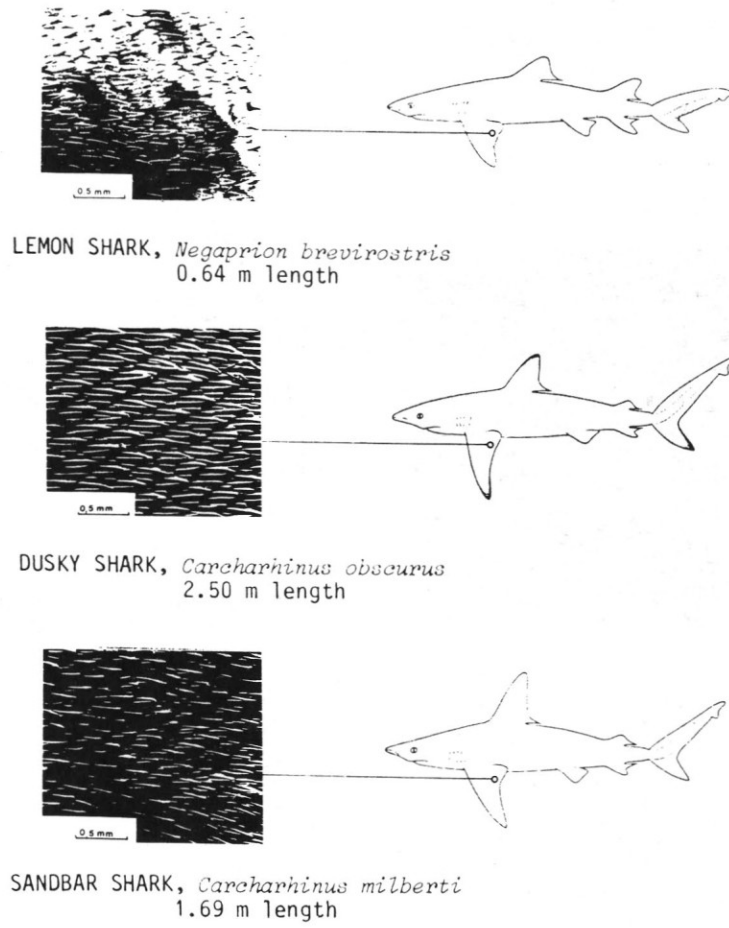 0.5 mm
LEMON SHARK, Negaprion brevirostris
0.64 m length
0.5 mm
DUSKY SHARK, Carcharhinus obscurus
2.50 m length
0.5 mm
SANDBAR SHARK, Carcharhinus milberti
1.69 m length